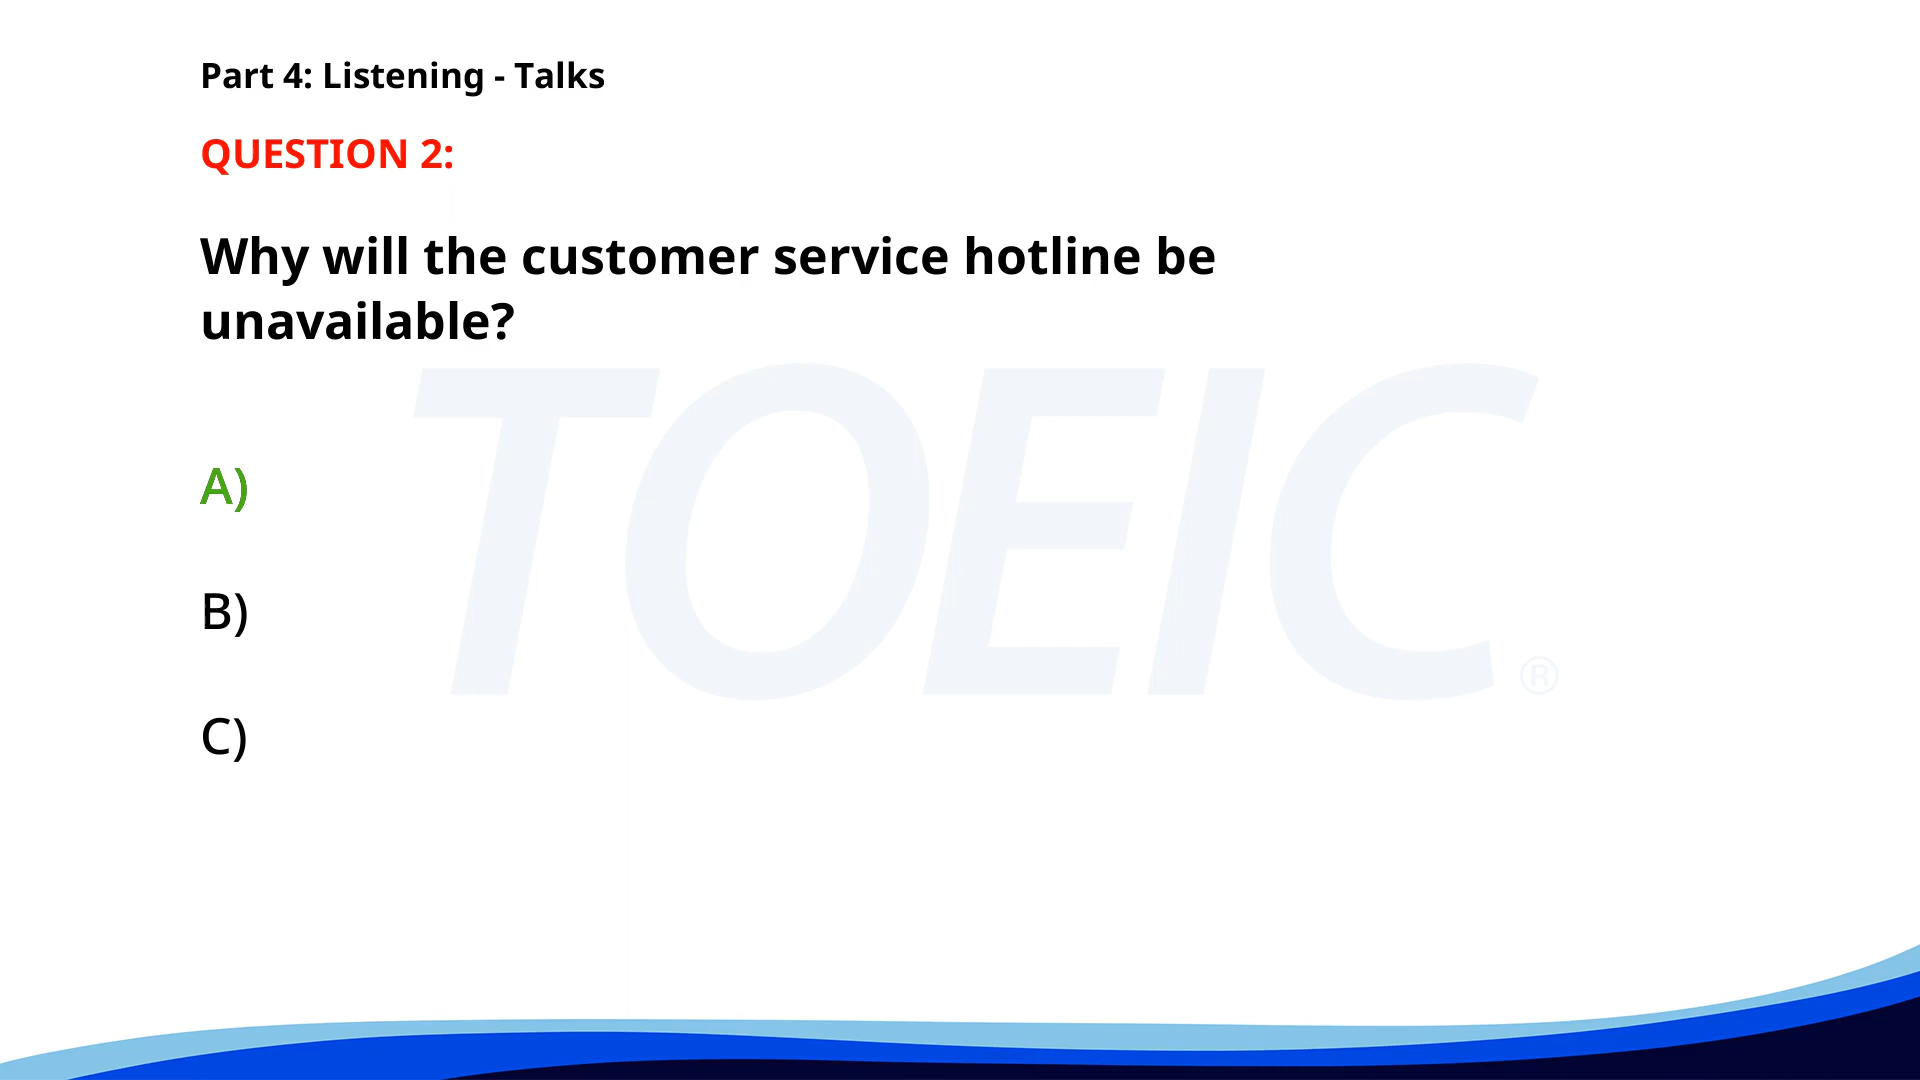 Part 4: Listening - Talks
QUESTION 2:
Why will the customer service hotline be
unavailable?
TOEIC®
A)
B)
C)